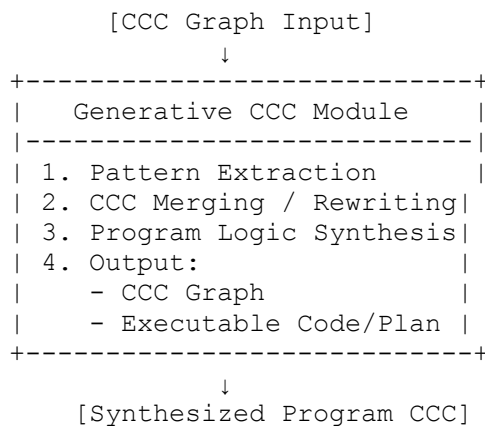 [CCC Graph Input]
↓
+----------------------------+
|   Generative CCC Module    |
|----------------------------|
| 1. Pattern Extraction      |
| 2. CCC Merging / Rewriting|
| 3. Program Logic Synthesis|
| 4. Output:                |
|    - CCC Graph            |
|    - Executable Code/Plan |
+----------------------------+
↓
[Synthesized Program CCC]